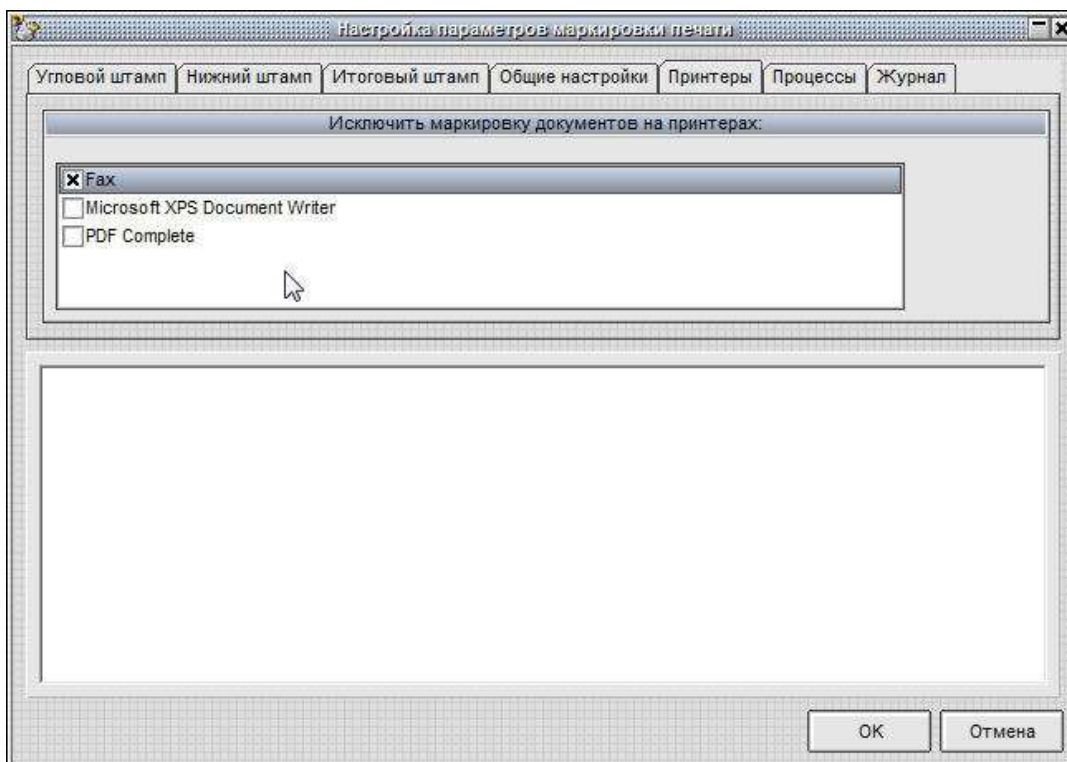 Настройка параметров маркировки печати
Угловой штамп Нижний штамп Итоговый штамп Общие настройки Принтеры Процессы Журнал
Исключить маркировку документов на принтерах:
Fax
Microsoft XPS Document Writer
PDF Complete
OK Отмена